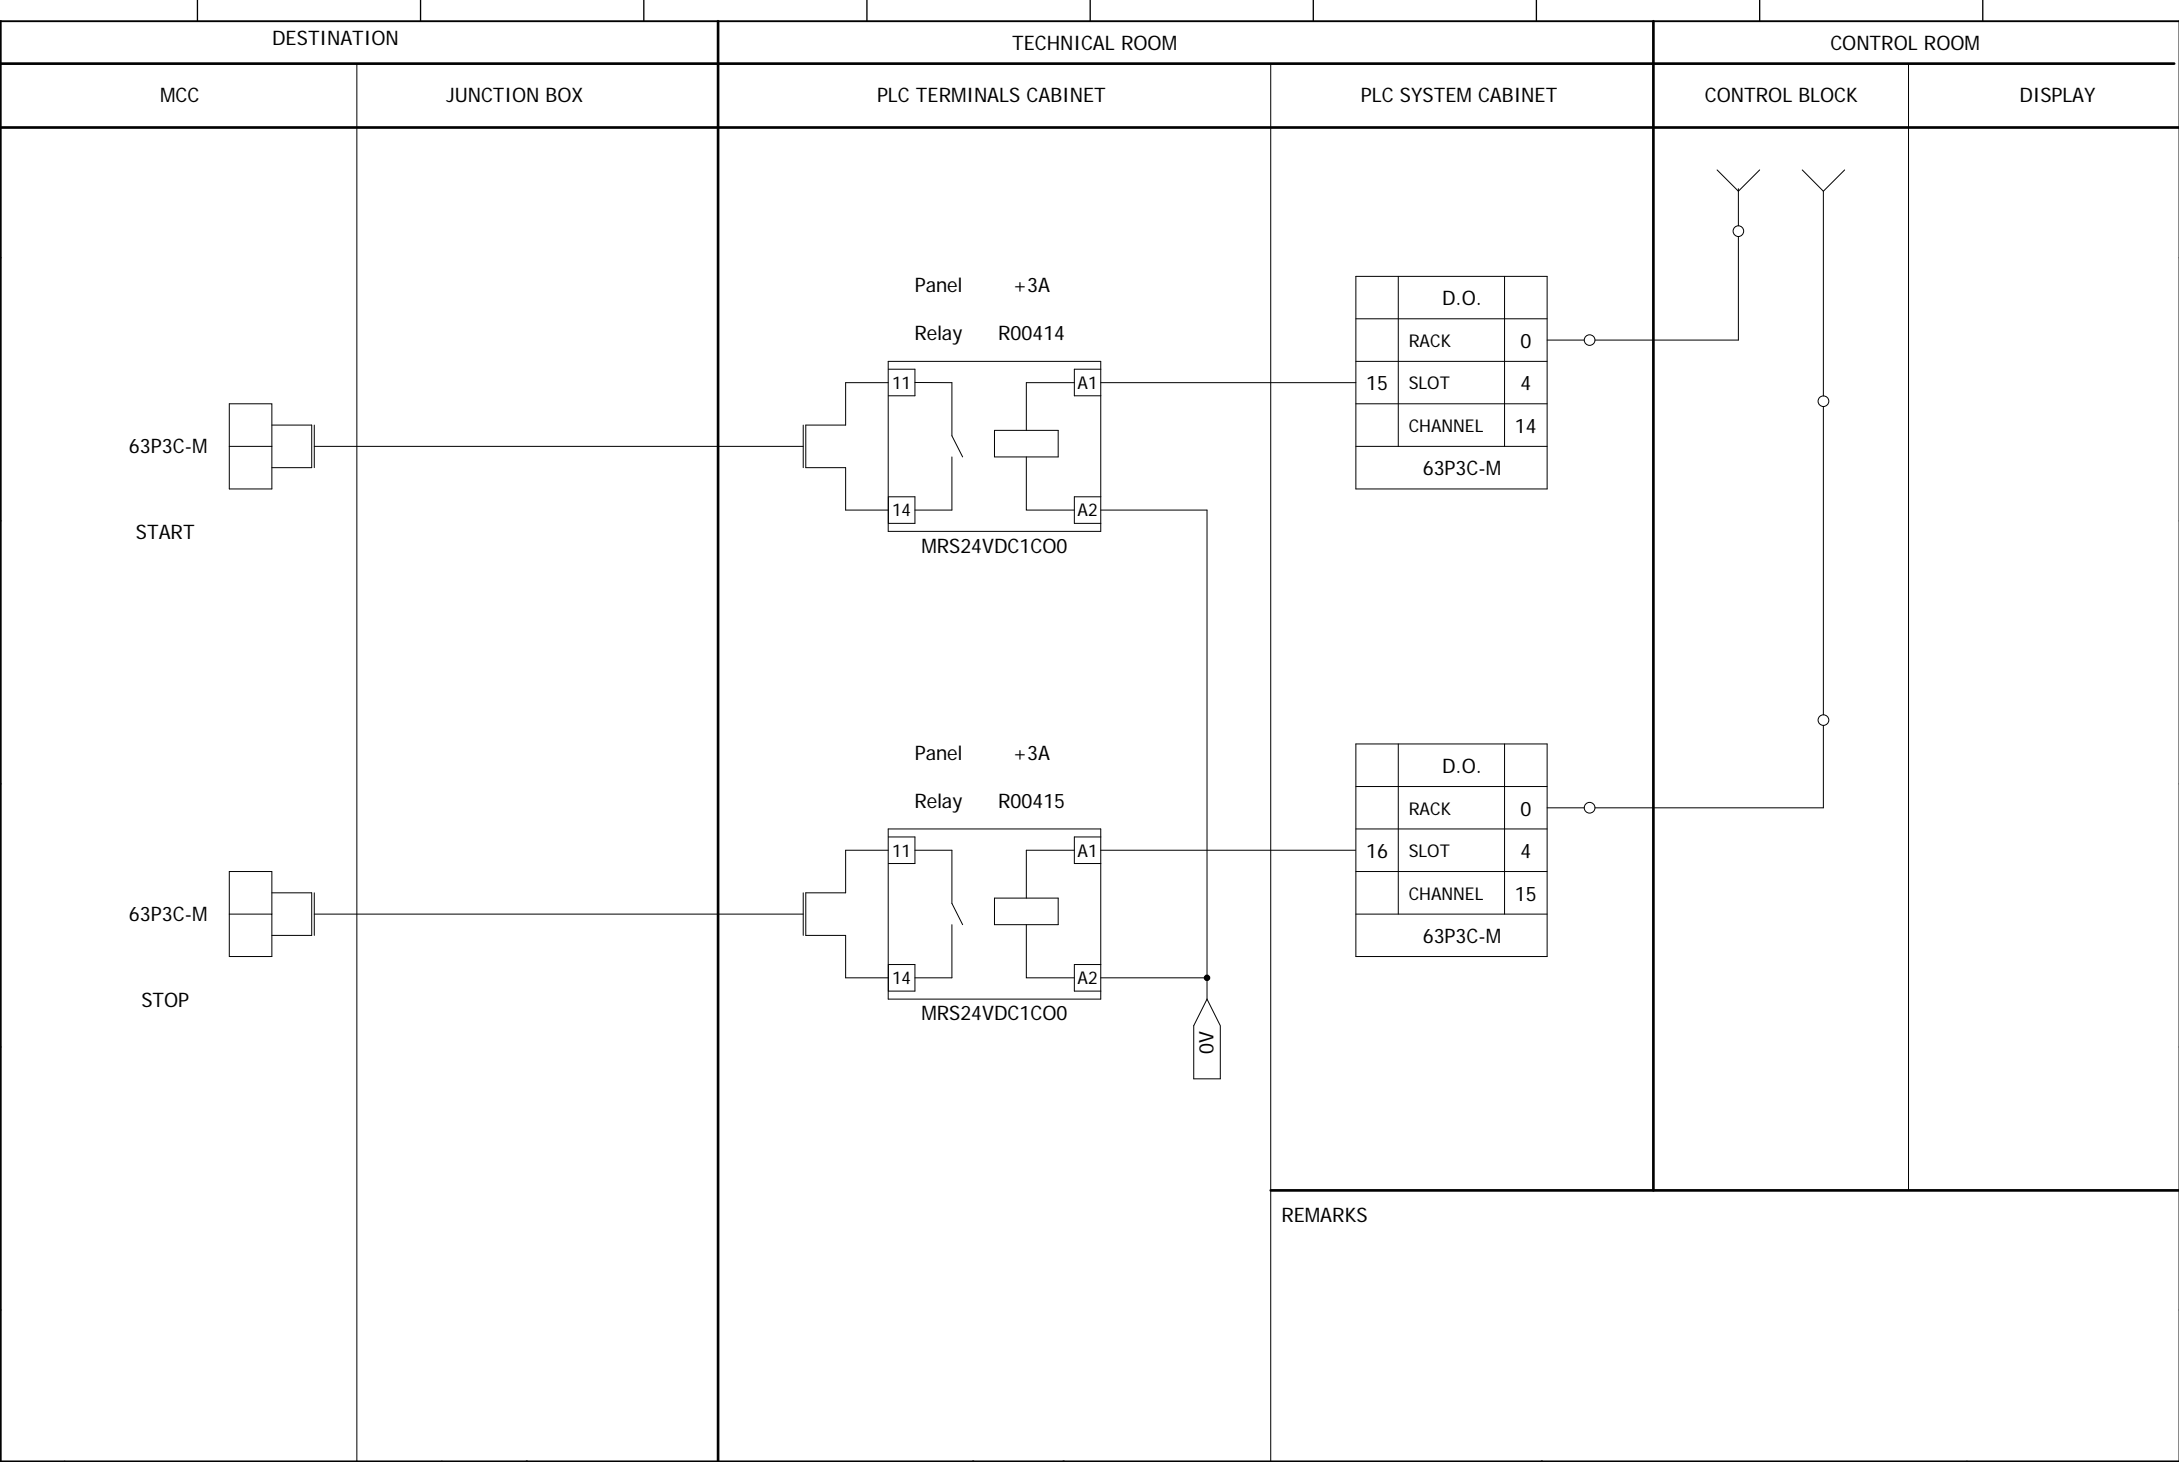 DESTINATION TECHNICAL ROOM CONTROL ROOM
MCC JUNCTION BOX PLC TERMINALS CABINET PLC SYSTEM CABINET CONTROL BLOCK DISPLAY
Panel +3A
D.O.
Relay R00414
RACK 0
11 A1 15 SLOT 4
CHANNEL 14
63P3C-M
63P3C-M
14 A2
START
MRS24VDC1CO0
Panel +3A
D.O.
Relay R00415
RACK 0
11 A1 16 SLOT 4
CHANNEL 15
63P3C-M
63P3C-M
14 A2
STOP
MRS24VDC1CO0
0V
REMARKS